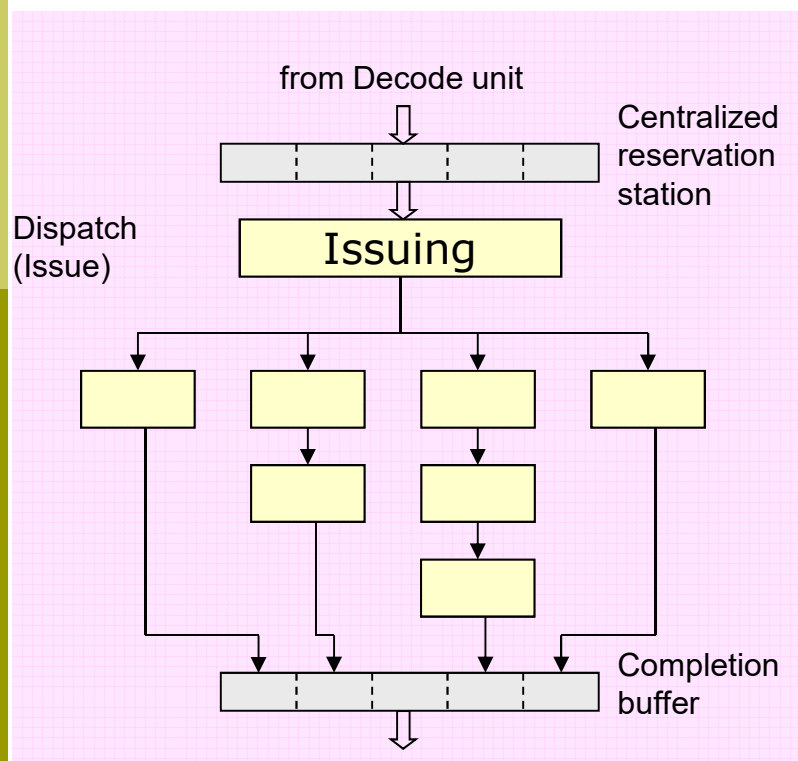 from Decode unit
Centralized
reservation
station
Dispatch
(Issue)
Issuing
Completion
buffer